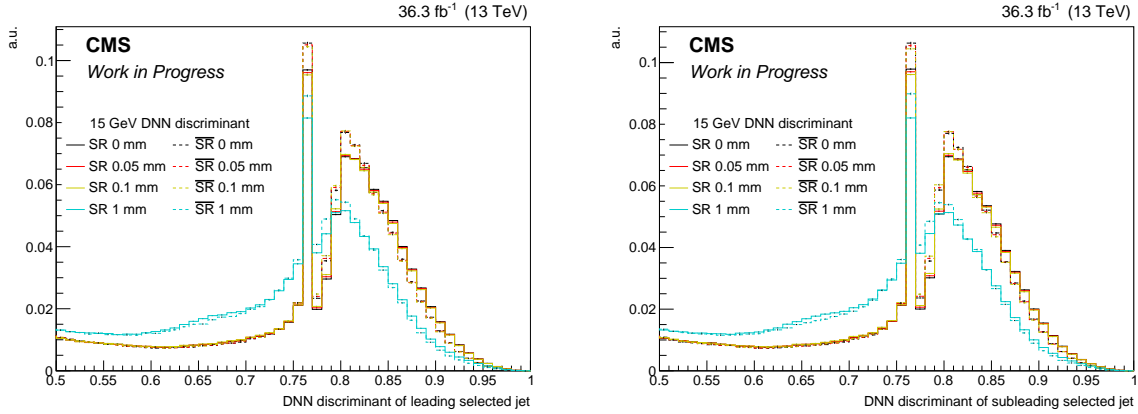 36.3 fb⁻¹ (13 TeV)
a.u.
CMS
Work in Progress
15 GeV DNN discriminant
SR 0 mm S̅R̅ 0 mm
SR 0.05 mm S̅R̅ 0.05 mm
SR 0.1 mm S̅R̅ 0.1 mm
SR 1 mm S̅R̅ 1 mm
0.1
0.08
0.06
0.04
0.02
0
0.5 0.55 0.6 0.65 0.7 0.75 0.8 0.85 0.9 0.95 1
DNN discriminant of leading selected jet
36.3 fb⁻¹ (13 TeV)
a.u.
CMS
Work in Progress
15 GeV DNN discriminant
SR 0 mm S̅R̅ 0 mm
SR 0.05 mm S̅R̅ 0.05 mm
SR 0.1 mm S̅R̅ 0.1 mm
SR 1 mm S̅R̅ 1 mm
0.1
0.08
0.06
0.04
0.02
0
0.5 0.55 0.6 0.65 0.7 0.75 0.8 0.85 0.9 0.95 1
DNN discriminant of subleading selected jet